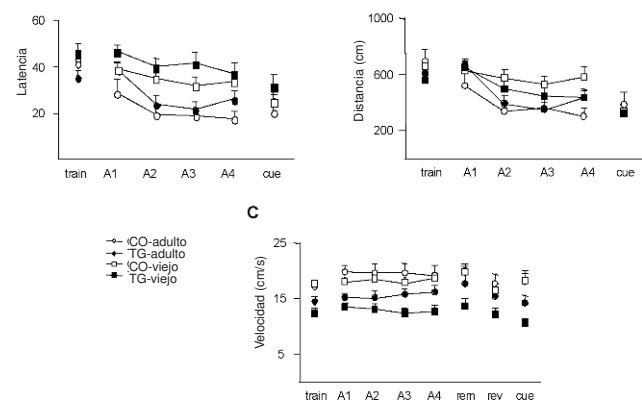 60
40
20
Latencia
train A1 A2 A3 A4 cue
1000
600
200
Distancia (cm)
train A1 A2 A3 A4 cue
C
CO-adulto
TG-adulto
CO-viejo
TG-viejo
25
15
5
Velocidad (cm/s)
train A1 A2 A3 A4 rem rev cue